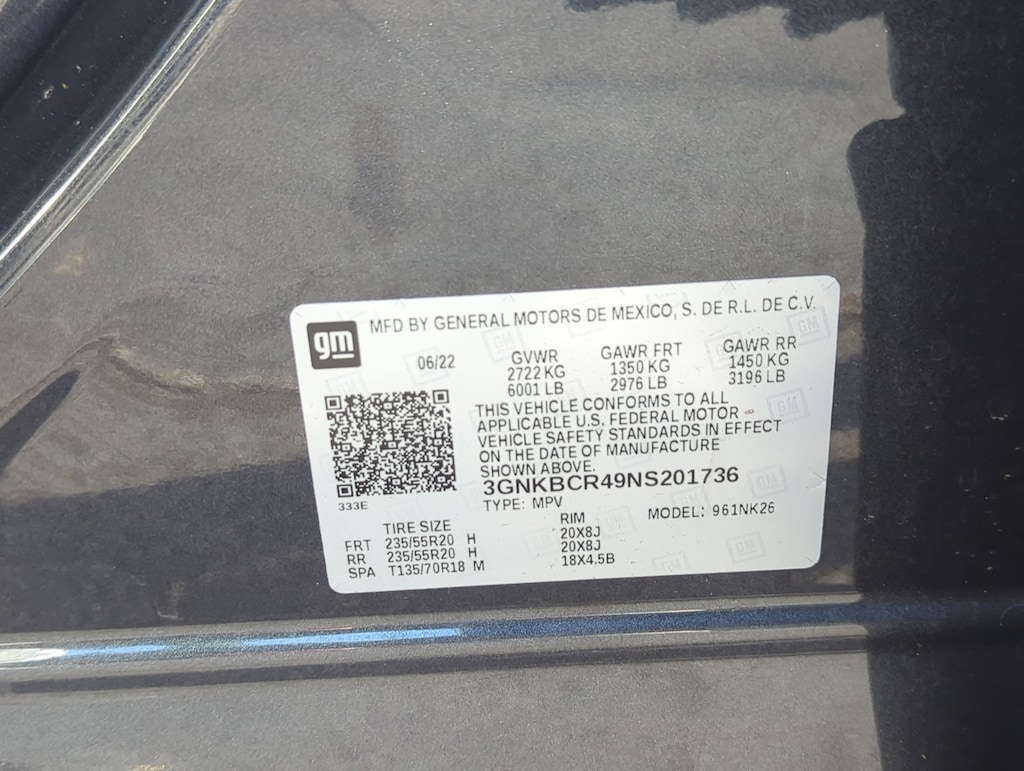 gm MFD BY GENERAL MOTORS DE MEXICO, S. DE R.L. DE C.V.
06/22 GVWR GAWR FRT GAWR RR
2722 KG 1350 KG 1450 KG
6001 LB 2976 LB 3196 LB
THIS VEHICLE CONFORMS TO ALL
APPLICABLE U.S. FEDERAL MOTOR
VEHICLE SAFETY STANDARDS IN EFFECT
ON THE DATE OF MANUFACTURE
SHOWN ABOVE.
3GNKBCR49NS201736
333E
TYPE: MPV MODEL: 961NK26
TIRE SIZE RIM
FRT 235/55R20 H 20X8J
RR 235/55R20 H 20X8J
SPA T135/70R18 M 18X4.5B